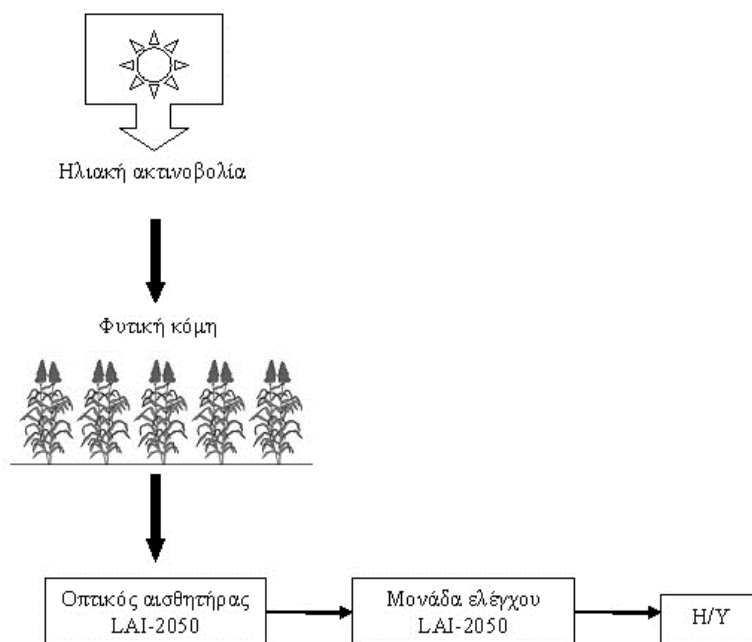 Ηλιακή ακτινοβολία
Φυτική κόμη
Οπτικός αισθητήρας
LAI-2050
Μονάδα ελέγχου
LAI-2050
Η/Υ